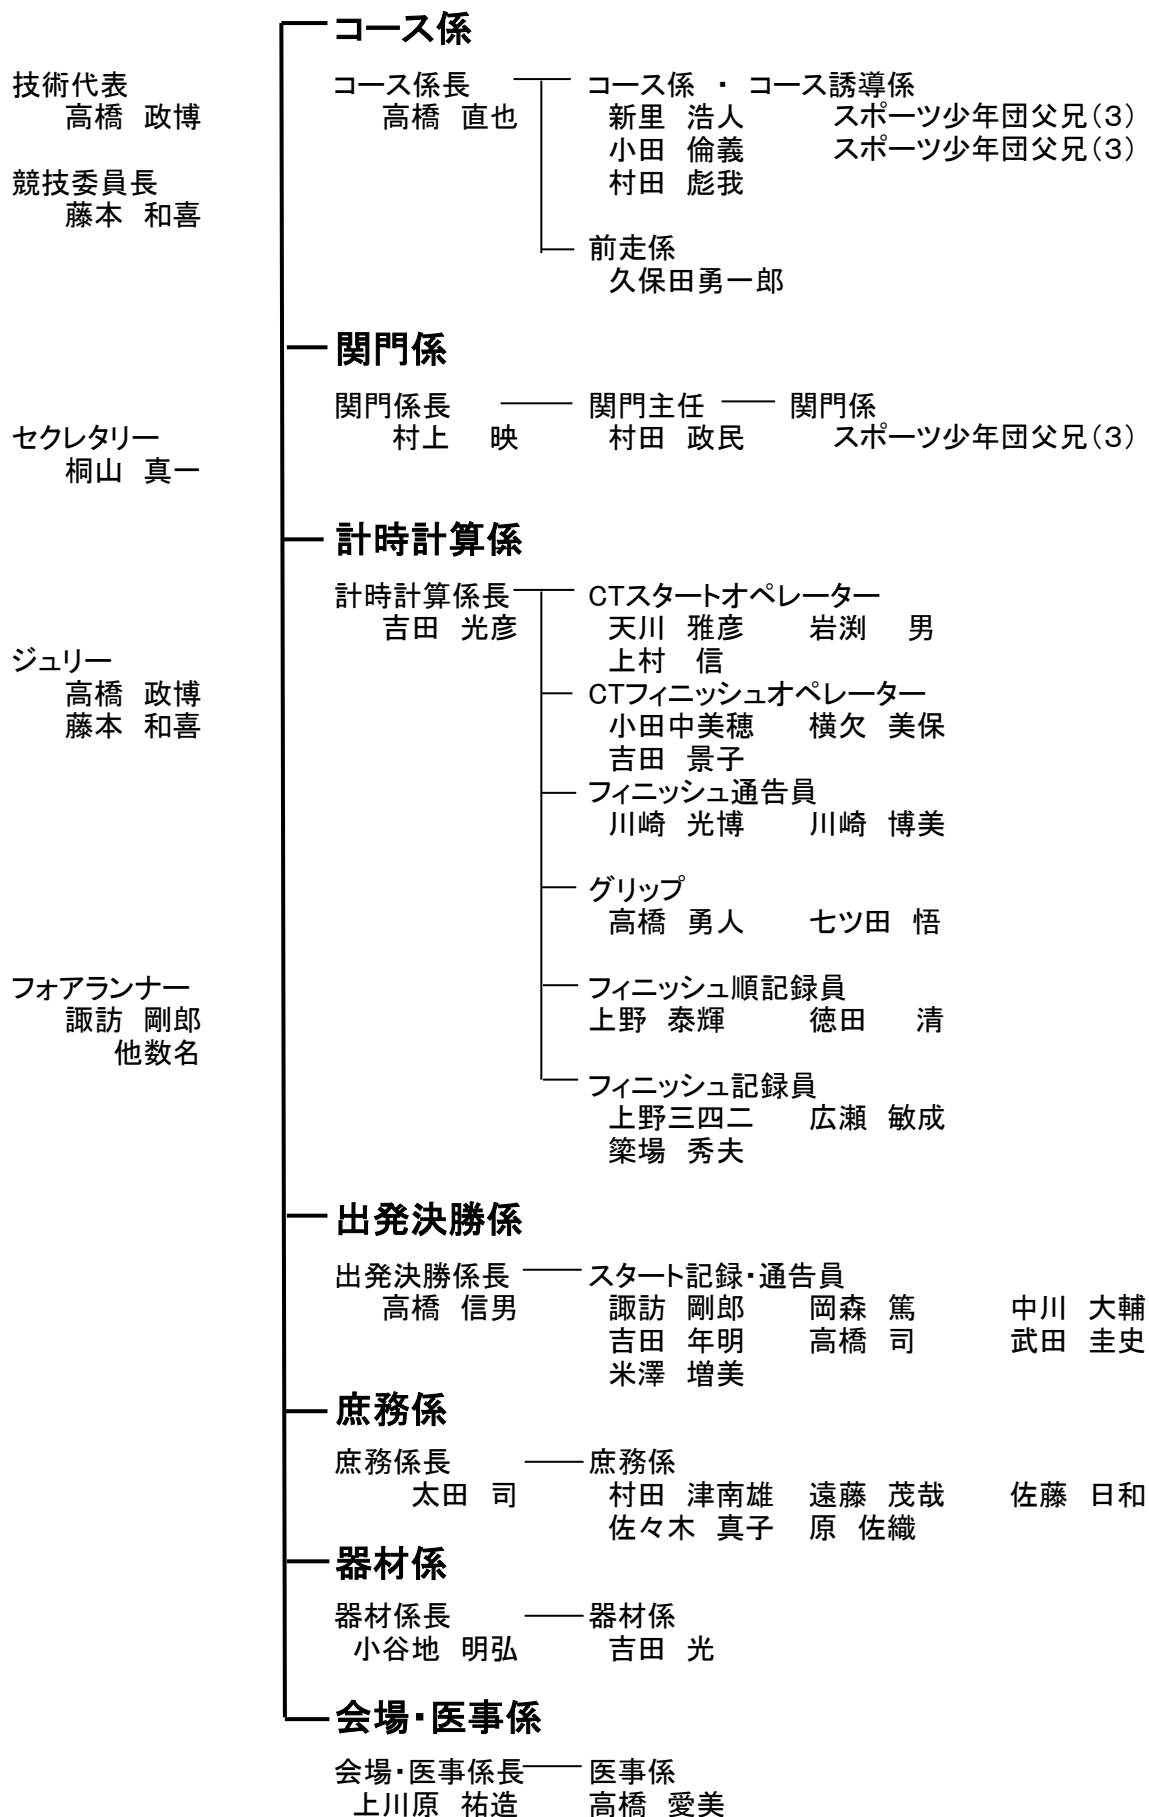 技術代表
高橋 政博
競技委員長
藤本 和喜
セクレタリー
桐山 真一
ジュリー
高橋 政博
藤本 和喜
フォアランナー
諏訪 剛郎
他数名
コース係
コース係長
高橋 直也
コース係 ・ コース誘導係
新里 浩人 スポーツ少年団父兄(3)
小田 倫義 スポーツ少年団父兄(3)
村田 彪我
前走係
久保田勇一郎
関門係
関門係長 関門主任 関門係
村上 映 村田 政民 スポーツ少年団父兄(3)
計時計算係
計時計算係長
吉田 光彦
CTスタートオペレーター
天川 雅彦 岩渕 男
上村 信
CTフィニッシュオペレーター
小田中美穂 横欠 美保
吉田 景子
フィニッシュ通告員
川崎 光博 川崎 博美
グリップ
高橋 勇人 七ツ田 悟
フィニッシュ順記録員
上野 泰輝 徳田 清
フィニッシュ記録員
上野三四二 広瀬 敏成
簗場 秀夫
出発決勝係
出発決勝係長 スタート記録・通告員
高橋 信男 諏訪 剛郎 岡森 篤 中川 大輔
吉田 年明 高橋 司 武田 圭史
米澤 増美
庶務係
庶務係長 庶務係
太田 司 村田 津南雄 遠藤 茂哉 佐藤 日和
佐々木 真子 原 佐織
器材係
器材係長 器材係
小谷地 明弘 吉田 光
会場・医事係
会場・医事係長 医事係
上川原 祐造 高橋 愛美